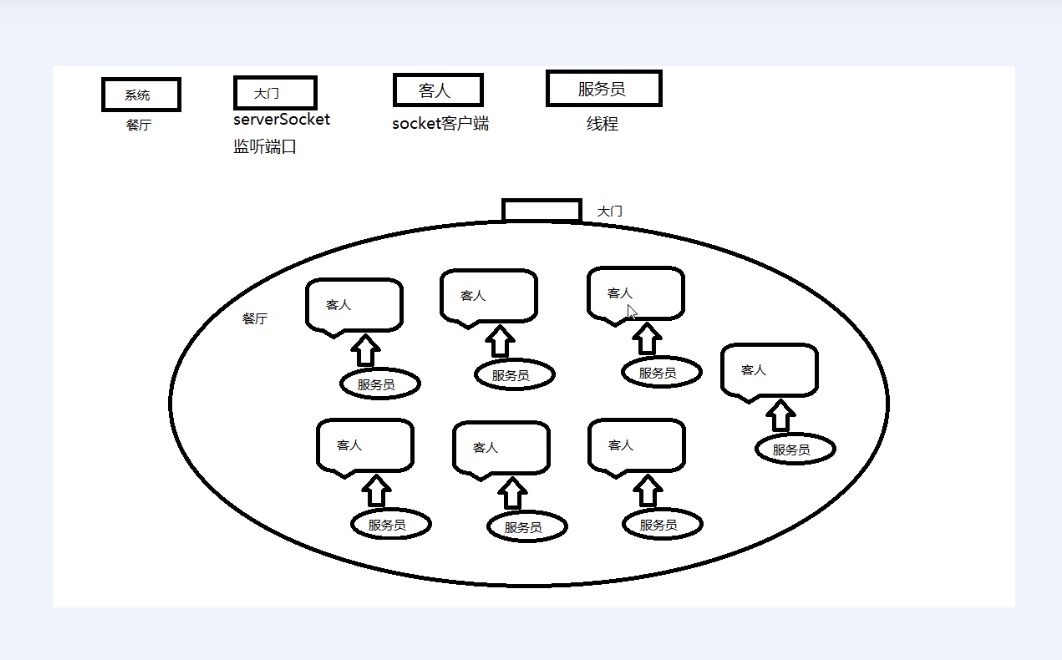 系统
大门
客人
服务员
餐厅
serverSocket
socket客户端
线程
监听端口
大门
餐厅
客人
客人
客人
客人
服务员
服务员
服务员
服务员
客人
客人
客人
服务员
服务员
服务员